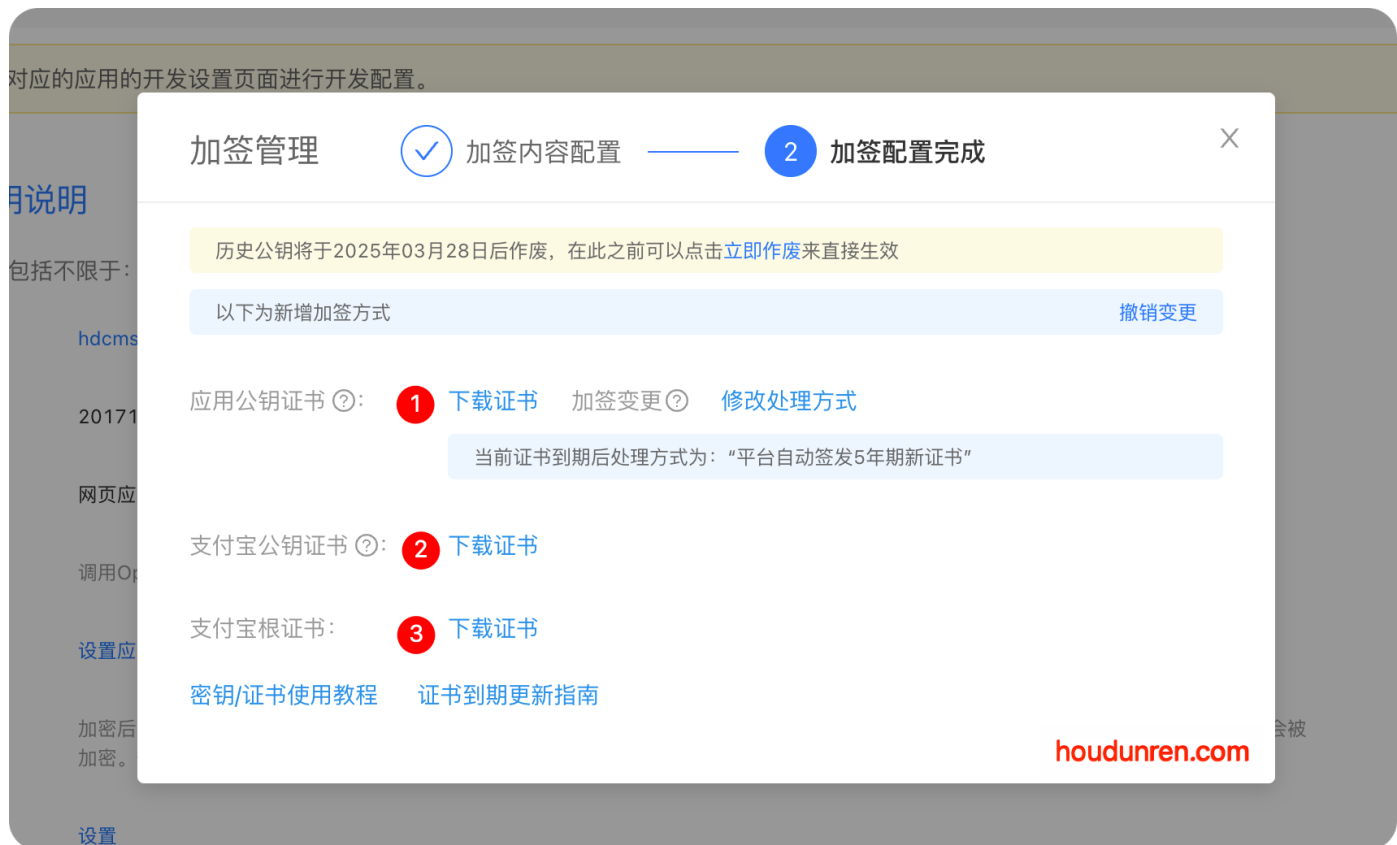 对应的应用的开发设置页面进行开发配置。
加签管理 加签内容配置 2 加签配置完成
明说明
历史公钥将于2025年03月28日后作废，在此之前可以点击立即作废来直接生效
包括不限于：
以下为新增加签方式 撤销变更
hdcms
应用公钥证书 ?： 1 下载证书 加签变更 ? 修改处理方式
20171
当前证书到期后处理方式为：“平台自动签发5年期新证书”
网页应
支付宝公钥证书 ?： 2 下载证书
调用Op
支付宝根证书： 3 下载证书
设置应
密钥/证书使用教程 证书到期更新指南
加密后 会被
加密。
houdunren.com
设置